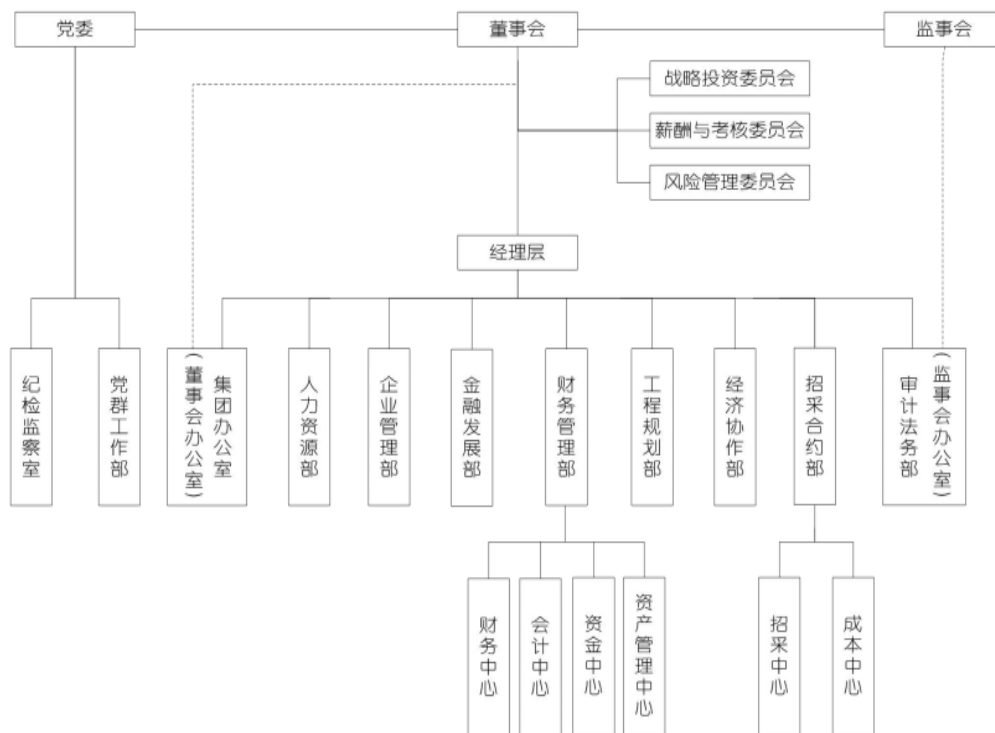 党委
董事会
监事会
战略投资委员会
薪酬与考核委员会
风险管理委员会
经理层
纪检监察室
党群工作部
集团办公室
(董事会办公室)
人力资源部
企业管理部
金融发展部
财务管理部
工程规划部
经济协作部
招采合约部
审计法务部
(监事会办公室)
财务中心
会计中心
资金中心
资产管理中心
招采中心
成本中心